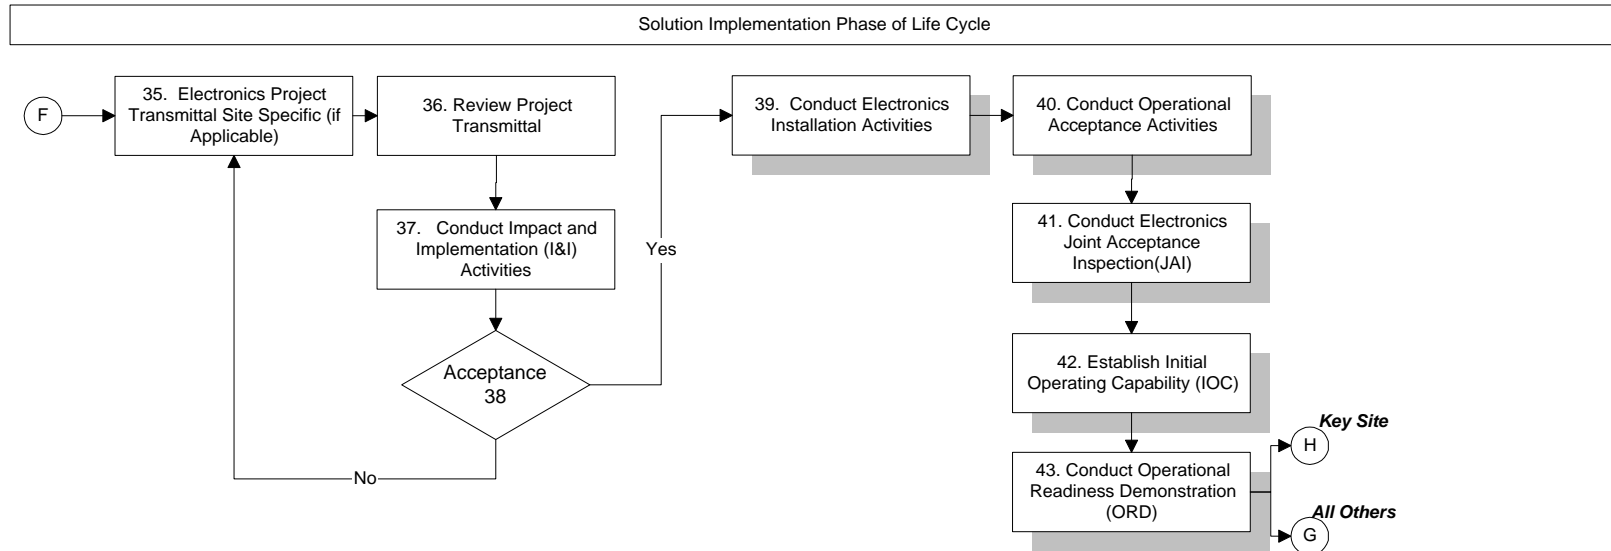 Solution Implementation Phase of Life Cycle
F
35.  Electronics Project
Transmittal Site Specific (if
Applicable)
36. Review Project
Transmittal
37.   Conduct Impact and
Implementation (I&I)
Activities
Acceptance
38
No
Yes
39.  Conduct Electronics
Installation Activities
40. Conduct Operational
Acceptance Activities
41. Conduct Electronics
Joint Acceptance
Inspection(JAI)
42. Establish Initial
Operating Capability (IOC)
43. Conduct Operational
Readiness Demonstration
(ORD)
Key Site
H
All Others
G